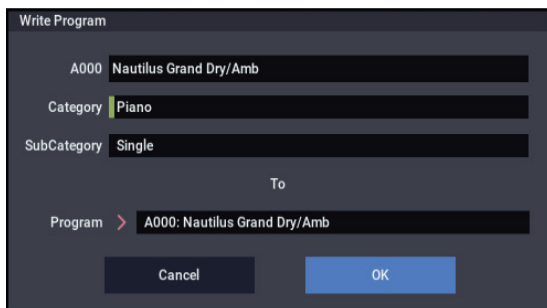 Write Program
A000 Nautilus Grand Dry/Amb
Category Piano
SubCategory Single
To
Program > A000: Nautilus Grand Dry/Amb
Cancel OK